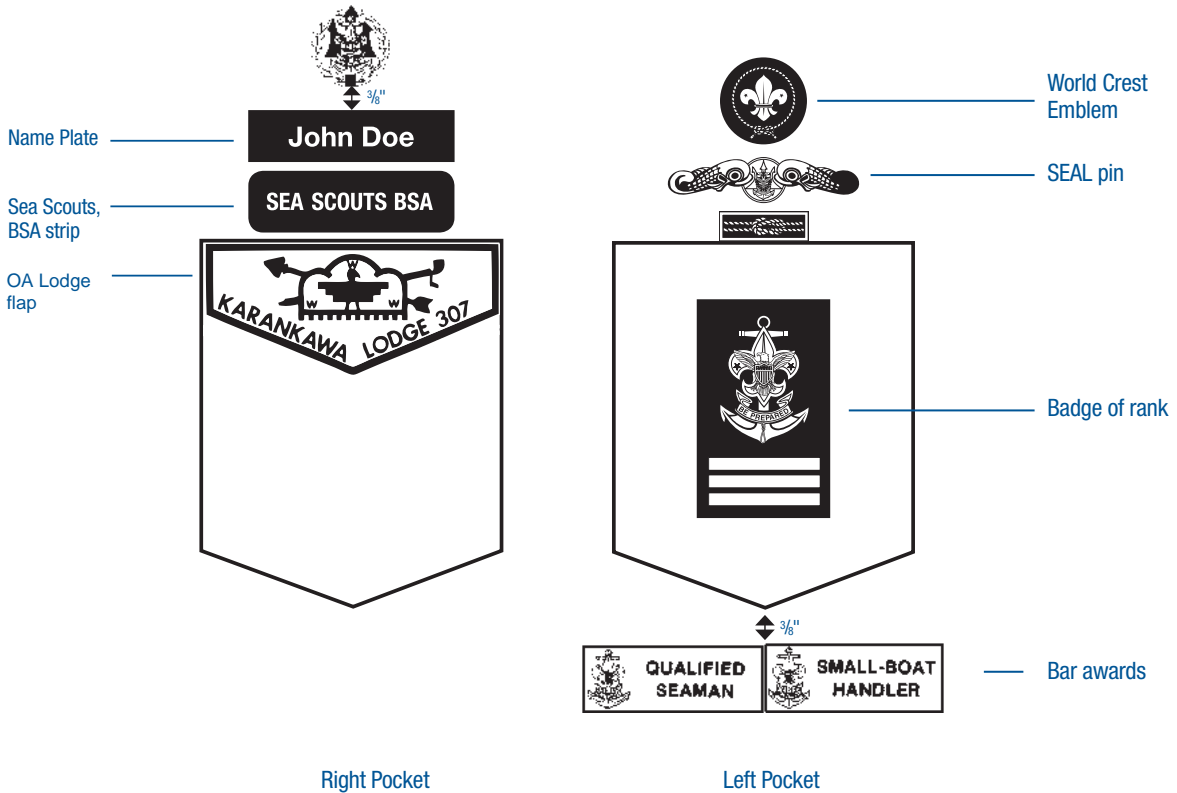 3/8"
Name Plate
John Doe
Sea Scouts,
BSA strip
SEA SCOUTS BSA
OA Lodge
flap
W
W W
KARANKAWA LODGE 307
World Crest
Emblem
SEAL pin
BE PREPARED
Badge of rank
3/8"
QUALIFIED
SEAMAN
SMALL-BOAT
HANDLER
Bar awards
Right Pocket
Left Pocket